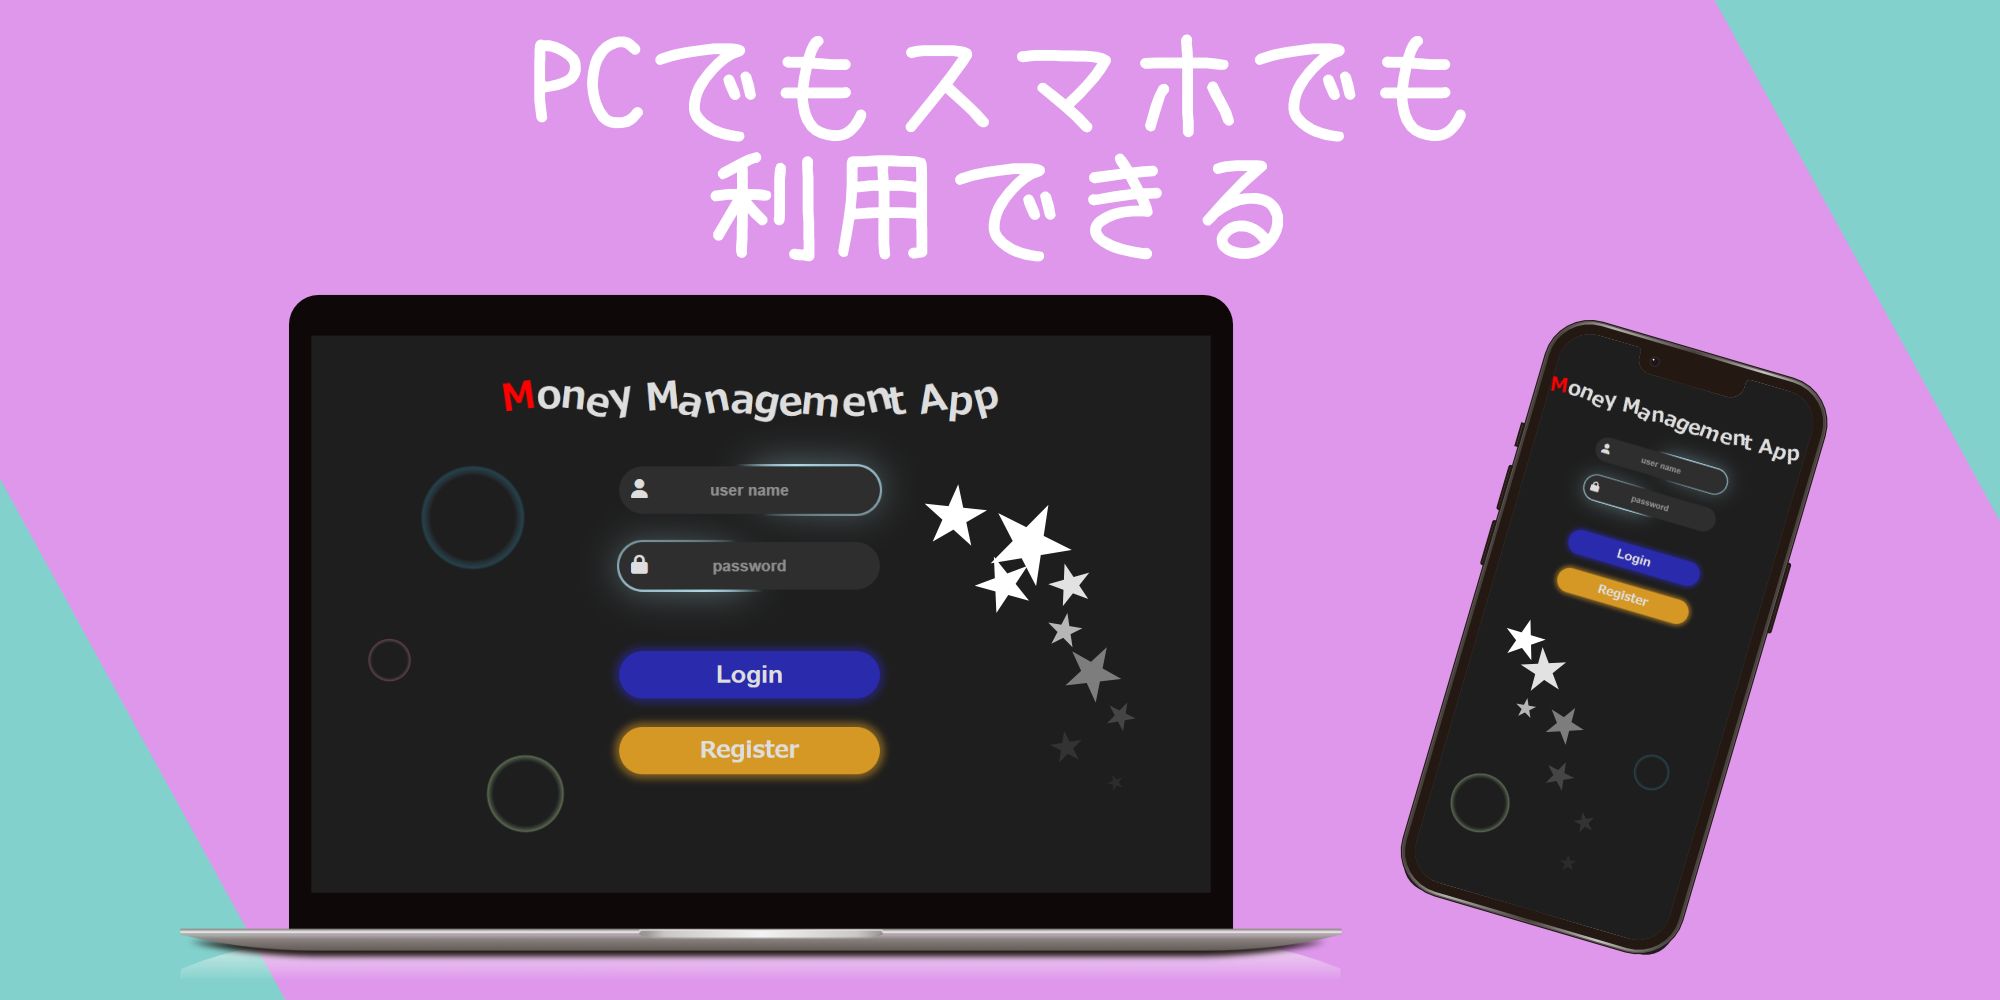 PCでもスマホでも
利用できる
Money Management App
user name
password
Login
Register
Money Management App
user name
password
Login
Register